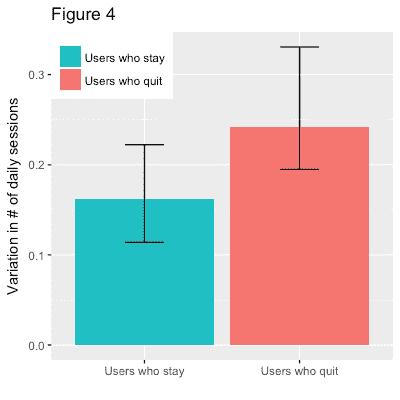 Figure 4
Users who stay
Users who quit
Variation in # of daily sessions
0.3
0.2
0.1
0.0
Users who stay
Users who quit